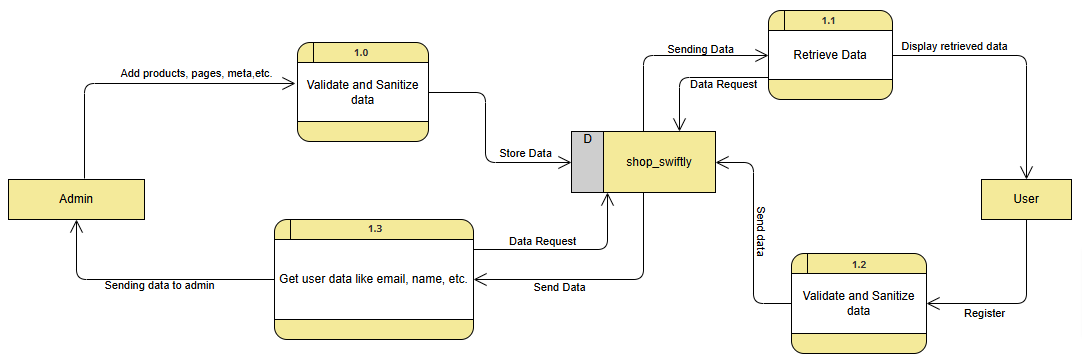 1.1
Sending Data
Retrieve Data
Display retrieved data
1.0
Add products, pages, meta,etc.
Validate and Sanitize
data
Data Request
D
shop_swiftly
Store Data
Admin
User
1.3
Data Request
Send data
Get user data like email, name, etc.
Sending data to admin
Send Data
1.2
Validate and Sanitize
data
Register